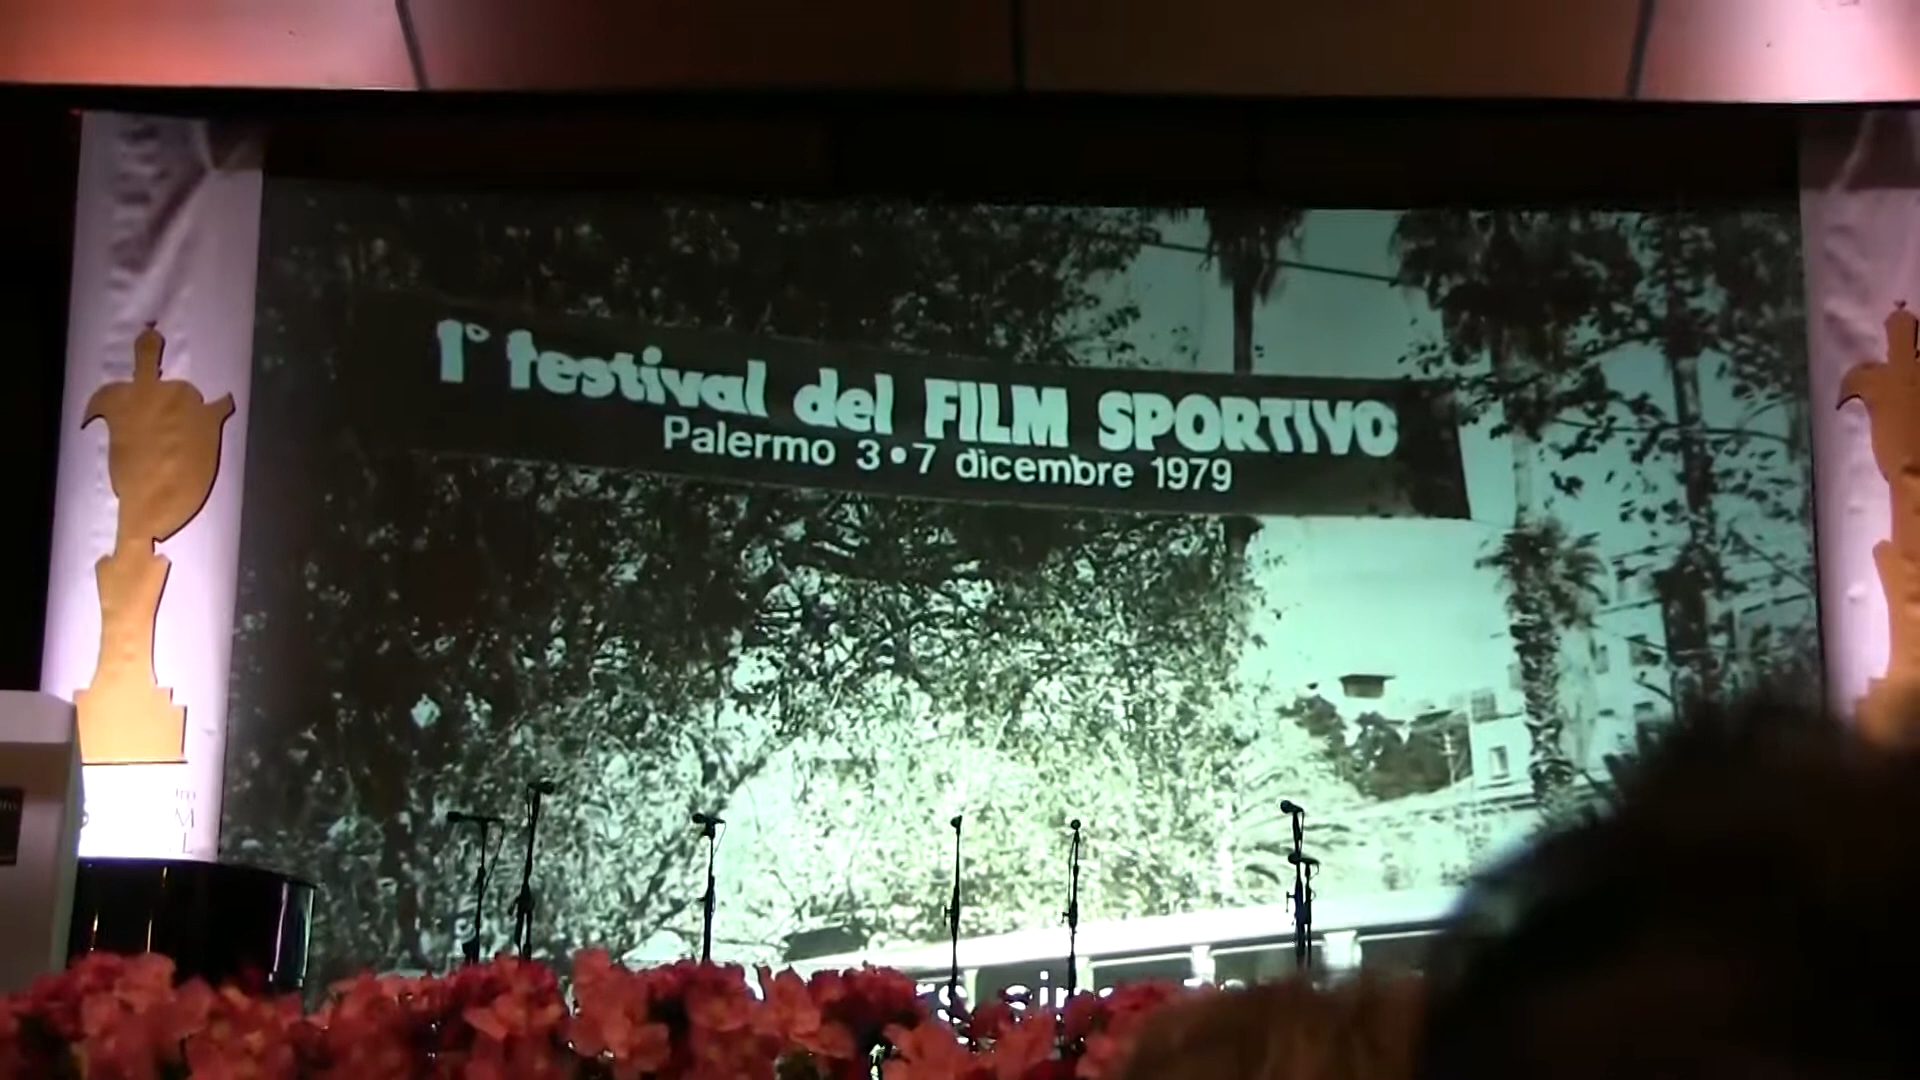 1° festival del FILM SPORTIVO
Palermo 3•7 dicembre 1979